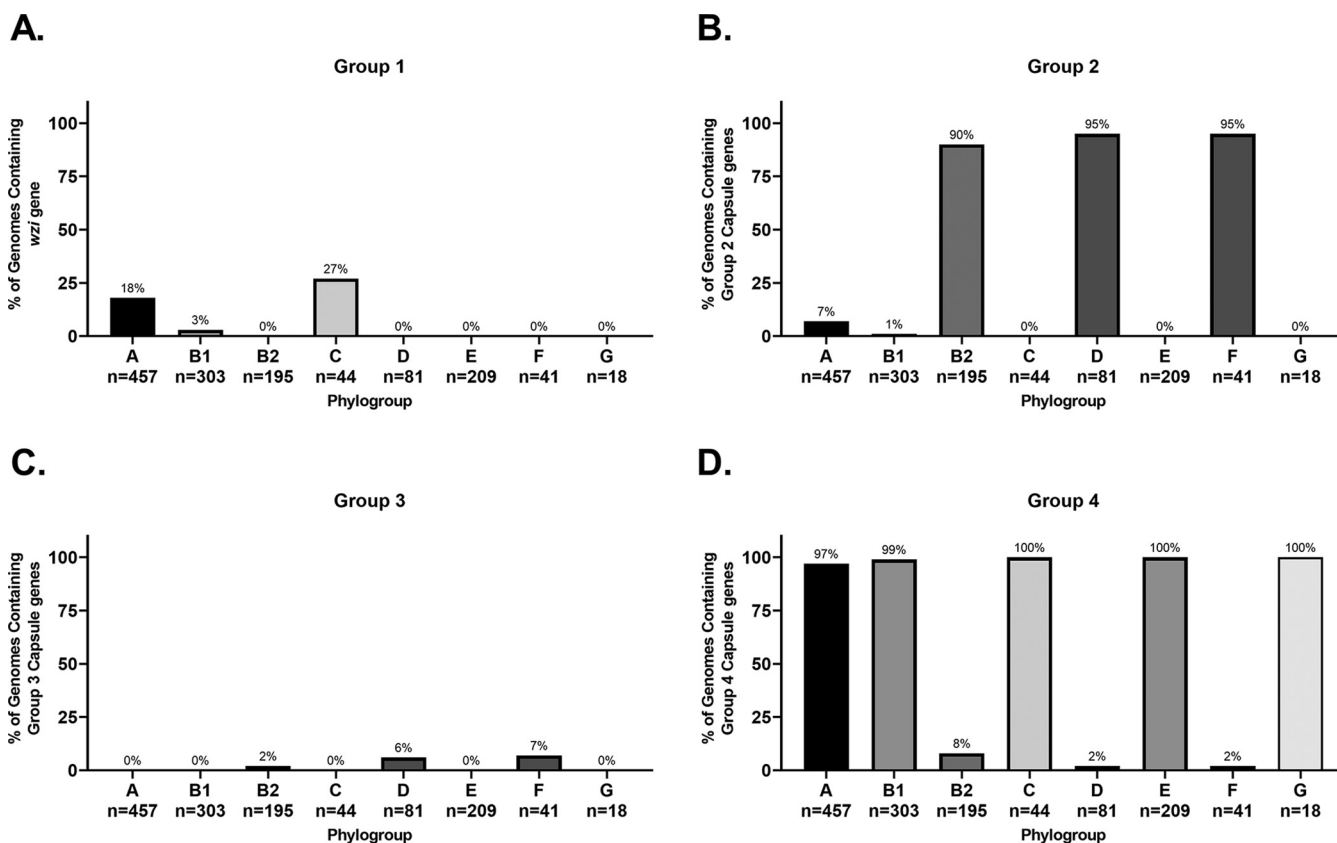 A.
Group 1
% of Genomes Containing
wzi gene
100
75
50
25
0
18%
3%
0%
27%
0%
0%
0%
0%
A B1 B2 C D E F G
n=457 n=303 n=195 n=44 n=81 n=209 n=41 n=18
Phylogroup
B.
Group 2
% of Genomes Containing
Group 2 Capsule genes
100
75
50
25
0
7%
1%
90%
0%
95%
0%
95%
0%
A B1 B2 C D E F G
n=457 n=303 n=195 n=44 n=81 n=209 n=41 n=18
Phylogroup
C.
Group 3
% of Genomes Containing
Group 3 Capsule genes
100
75
50
25
0
0%
0%
2%
0%
6%
0%
7%
0%
A B1 B2 C D E F G
n=457 n=303 n=195 n=44 n=81 n=209 n=41 n=18
Phylogroup
D.
Group 4
% of Genomes Containing
Group 4 Capsule genes
100
75
50
25
0
97%
99%
8%
100%
2%
100%
2%
100%
A B1 B2 C D E F G
n=457 n=303 n=195 n=44 n=81 n=209 n=41 n=18
Phylogroup